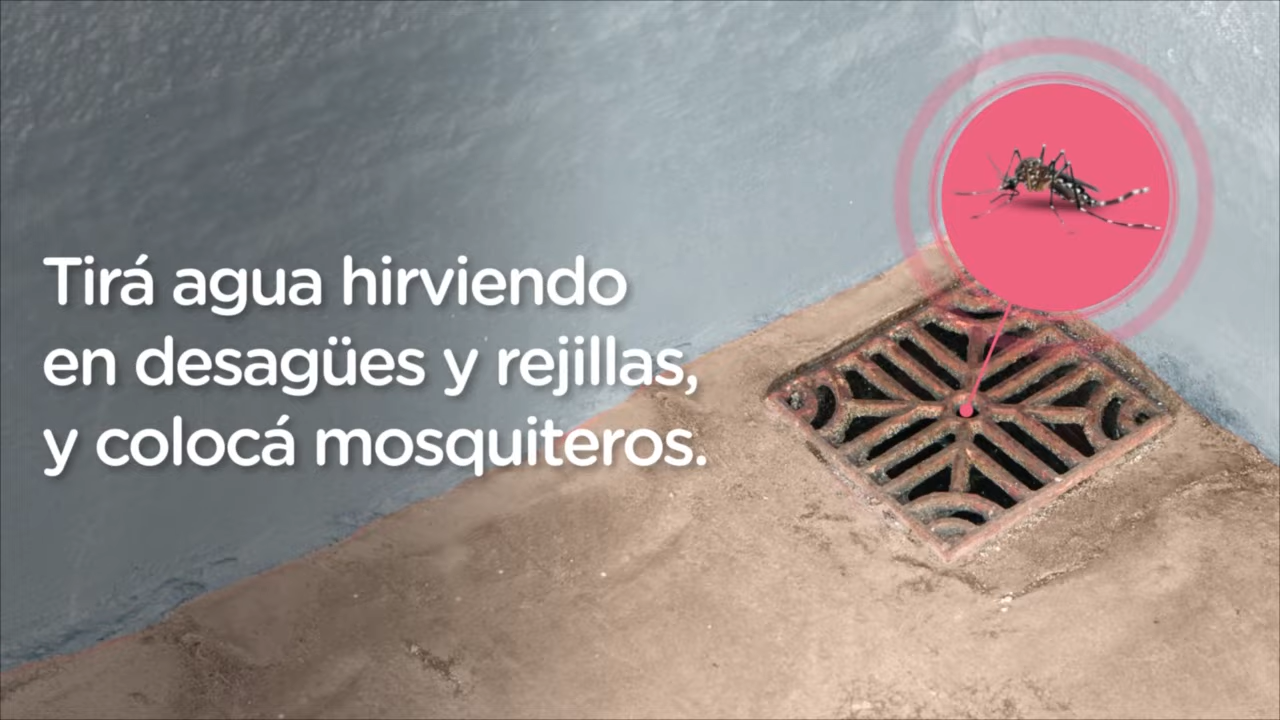 Tirá agua hirviendo
en desagües y rejillas,
y colocá mosquiteros.